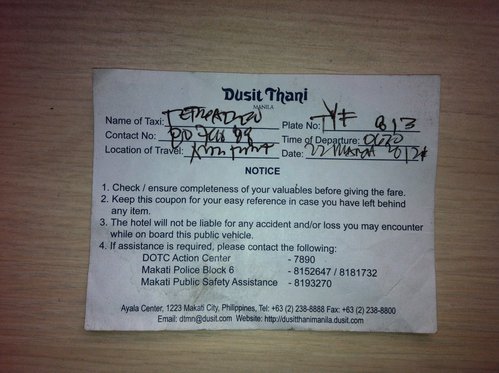 Dusit Thani
MANILA
Name of Taxi: Plate No: TYF 813
Contact No: Time of Departure: 0620
Location of Travel: Date: 22 March 2012
NOTICE
1. Check / ensure completeness of your valuables before giving the fare.
2. Keep this coupon for your easy reference in case you have left behind
any item.
3. The hotel will not be liable for any accident and/or loss you may encounter
while on board this public vehicle.
4. If assistance is required, please contact the following:
DOTC Action Center - 7890
Makati Police Block 6 - 8152647 / 8181732
Makati Public Safety Assistance - 8193270
Ayala Center, 1223 Makati City, Philippines, Tel: +63 (2) 238-8888 Fax: +63 (2) 238-8800
Email: dtmn@dusit.com Website: http://dusitthanimanila.dusit.com